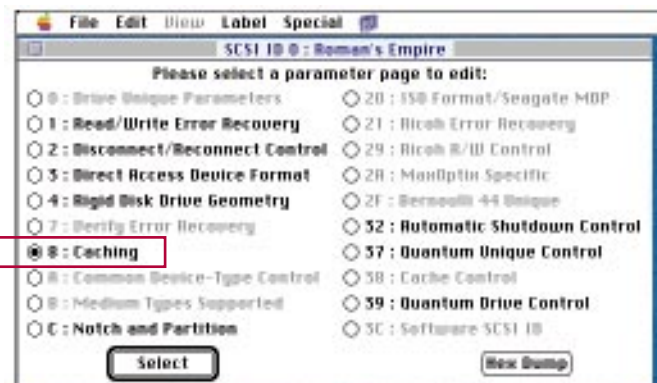 File Edit View Label Special
SCSI ID 0 : Roman's Empire
Please select a parameter page to edit:
0 : Drive Unique Parameters
1 : Read/Write Error Recovery
2 : Disconnect/Reconnect Control
3 : Direct Access Device Format
4 : Rigid Disk Drive Geometry
7 : Verify Error Recovery
8 : Caching
A : Common Device-Type Control
B : Medium Types Supported
C : Notch and Partition
20 : ISO Format/Seagate MDP
21 : Ricoh Error Recovery
29 : Ricoh R/W Control
2A : MaxOptix Specific
2F : Bernoulli 44 Unique
32 : Automatic Shutdown Control
37 : Quantum Unique Control
38 : Cache Control
39 : Quantum Drive Control
3C : Software SCSI ID
Select
Hex Dump